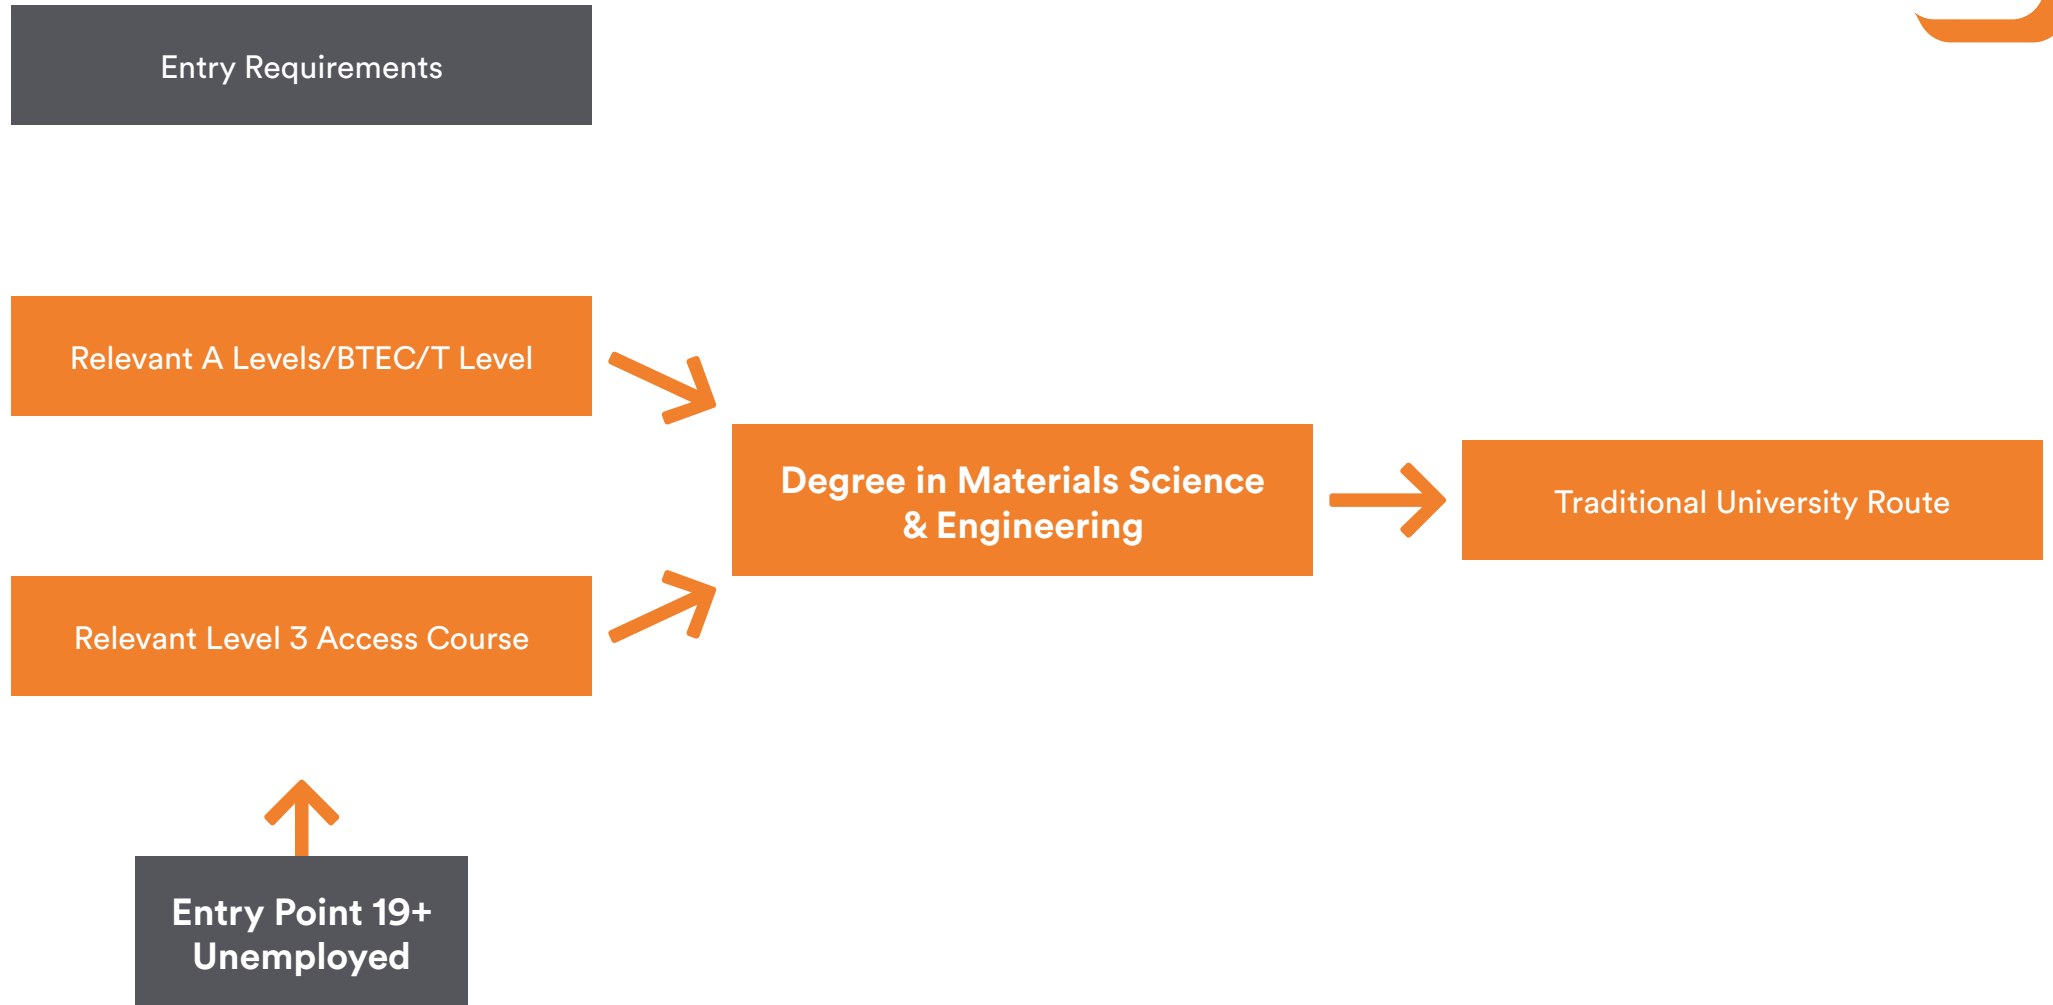 Entry Requirements
Relevant A Levels/BTEC/T Level
Degree in Materials Science
& Engineering
Traditional University Route
Relevant Level 3 Access Course
Entry Point 19+
Unemployed